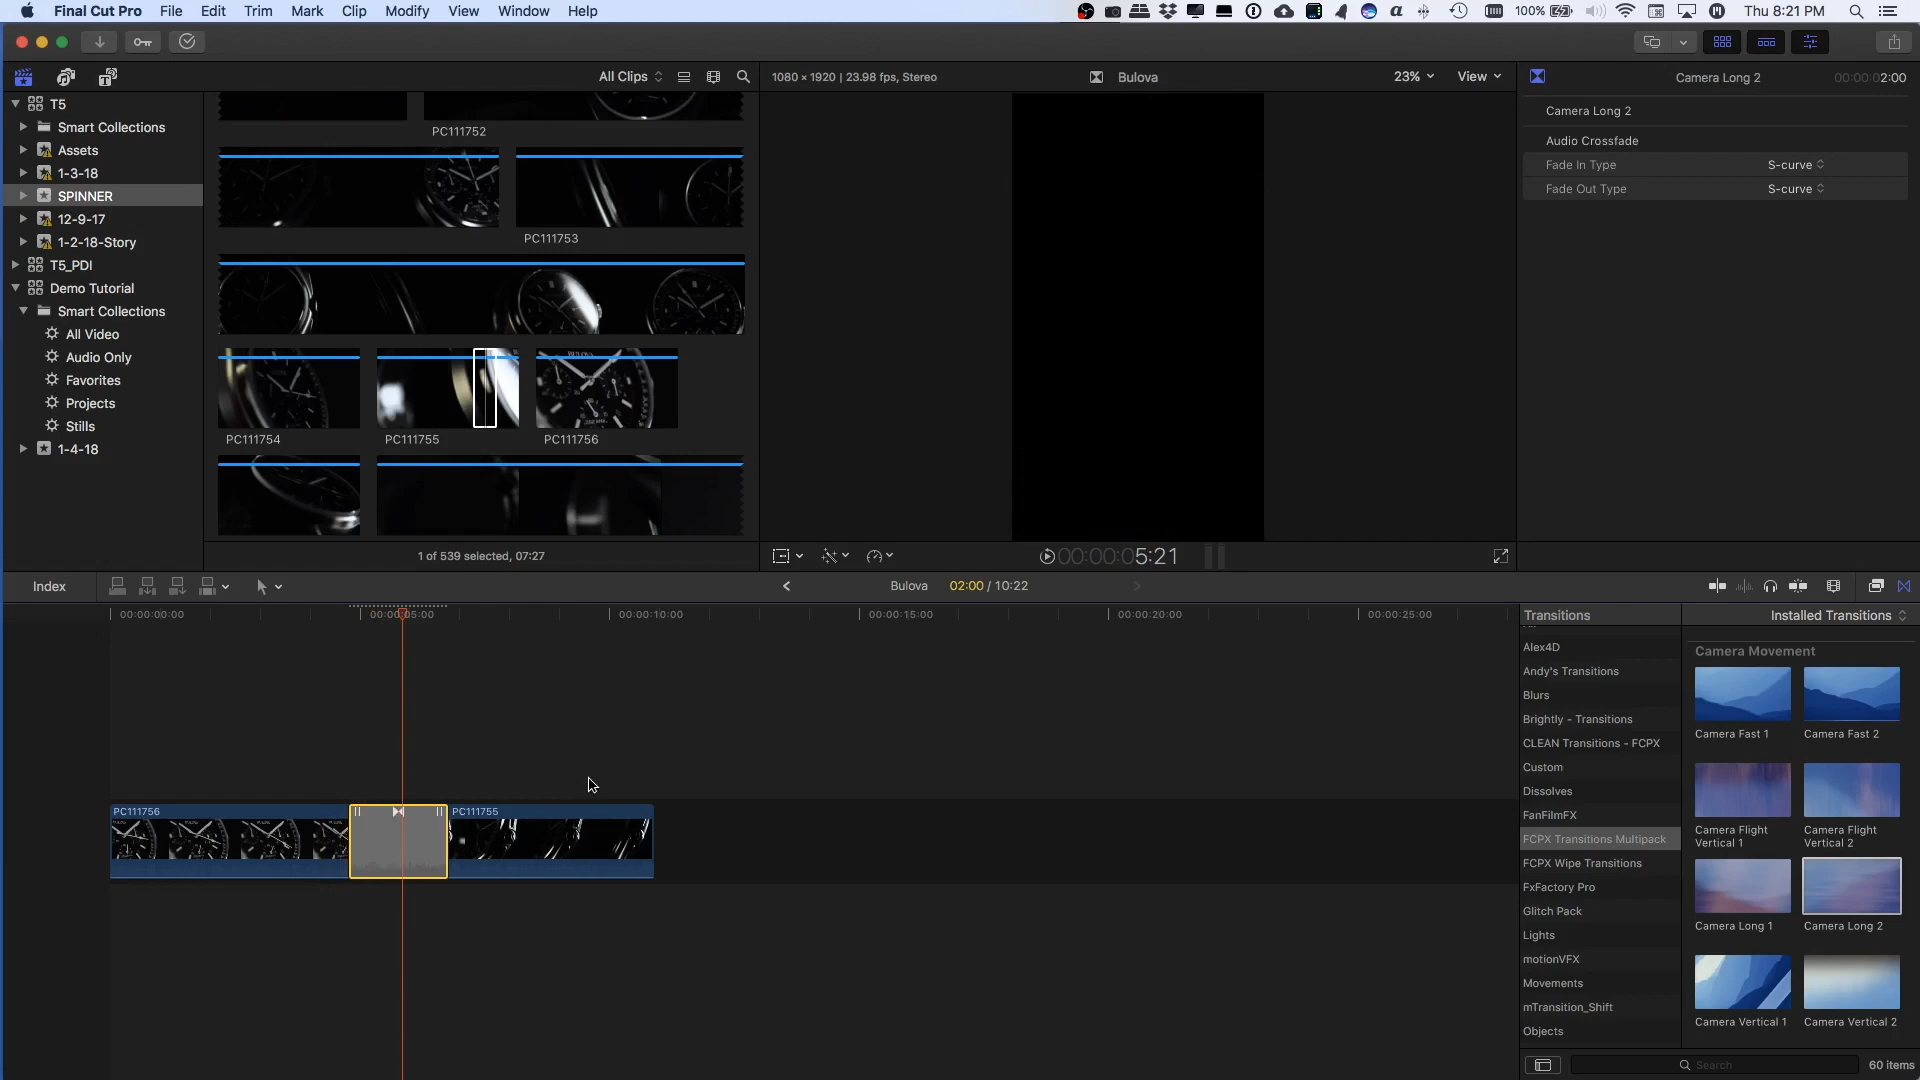 Final Cut Pro File Edit Trim Mark Clip Modify View Window Help
100% Thu 8:21 PM
All Clips
1080 × 1920 | 23.98 fps, Stereo
Bulova
23% View
Camera Long 2 00:00:02:00
T5
Smart Collections
Assets
1-3-18
SPINNER
12-9-17
1-2-18-Story
T5_PDI
Demo Tutorial
Smart Collections
All Video
Audio Only
Favorites
Projects
Stills
1-4-18
PC111752
PC111753
PC111754
PC111755
PC111756
1 of 539 selected, 07:27
00:00:05:21
Camera Long 2
Audio Crossfade
Fade In Type S-curve
Fade Out Type S-curve
Index
Bulova 02:00 / 10:22
00:00:00:00 00:00:05:00 00:00:10:00 00:00:15:00 00:00:20:00 00:00:25:00
PC111756 PC111755
Transitions Installed Transitions
Alex4D
Andy's Transitions
Blurs
Brightly - Transitions
CLEAN Transitions - FCPX
Custom
Dissolves
FanFilmFX
FCPX Transitions Multipack
FCPX Wipe Transitions
FxFactory Pro
Glitch Pack
Lights
motionVFX
Movements
mTransition_Shift
Objects
Camera Movement
Camera Fast 1 Camera Fast 2
Camera Flight Vertical 1
Camera Flight Vertical 2
Camera Long 1 Camera Long 2
Camera Vertical 1 Camera Vertical 2
Search 60 items